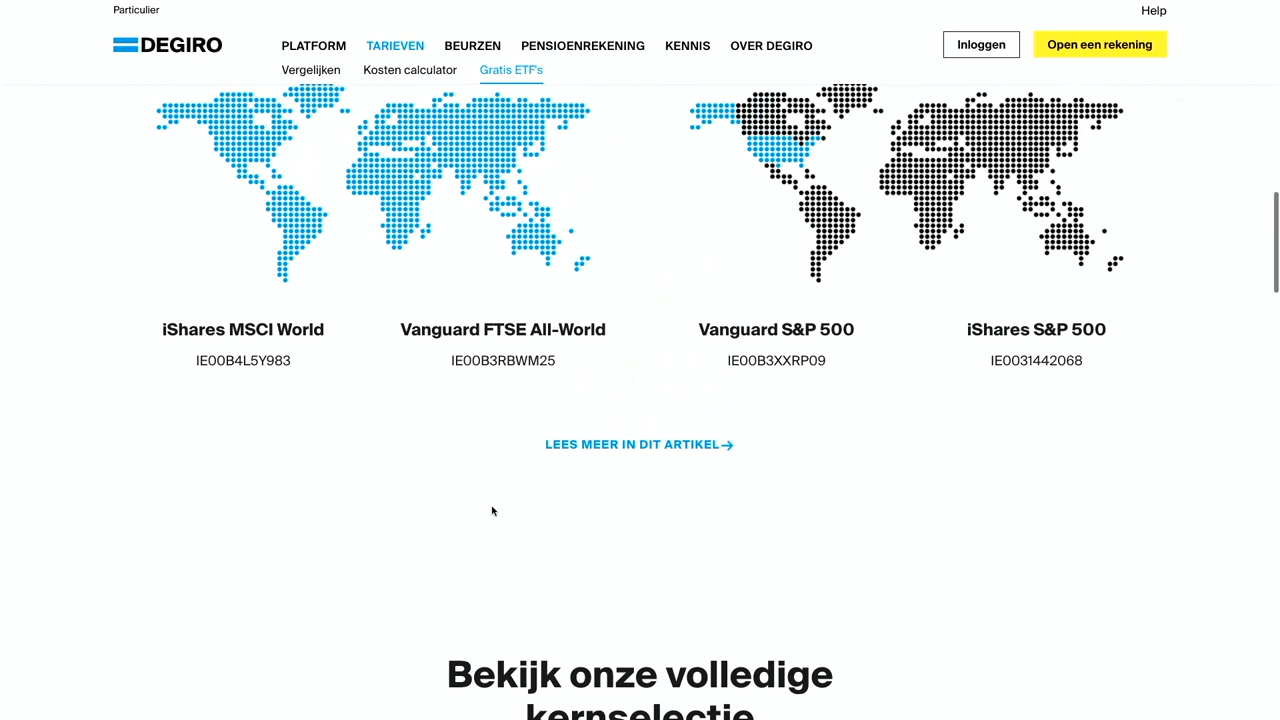 Particulier
Help
DEGIRO
PLATFORM TARIEVEN BEURZEN PENSIOENREKENING KENNIS OVER DEGIRO
Inloggen
Open een rekening
Vergelijken Kosten calculator Gratis ETF's
iShares MSCI World Vanguard FTSE All-World Vanguard S&P 500 iShares S&P 500
IE00B4L5Y983 IE00B3RBWM25 IE00B3XXRP09 IE0031442068
LEES MEER IN DIT ARTIKEL→
Bekijk onze volledige
kernselectie